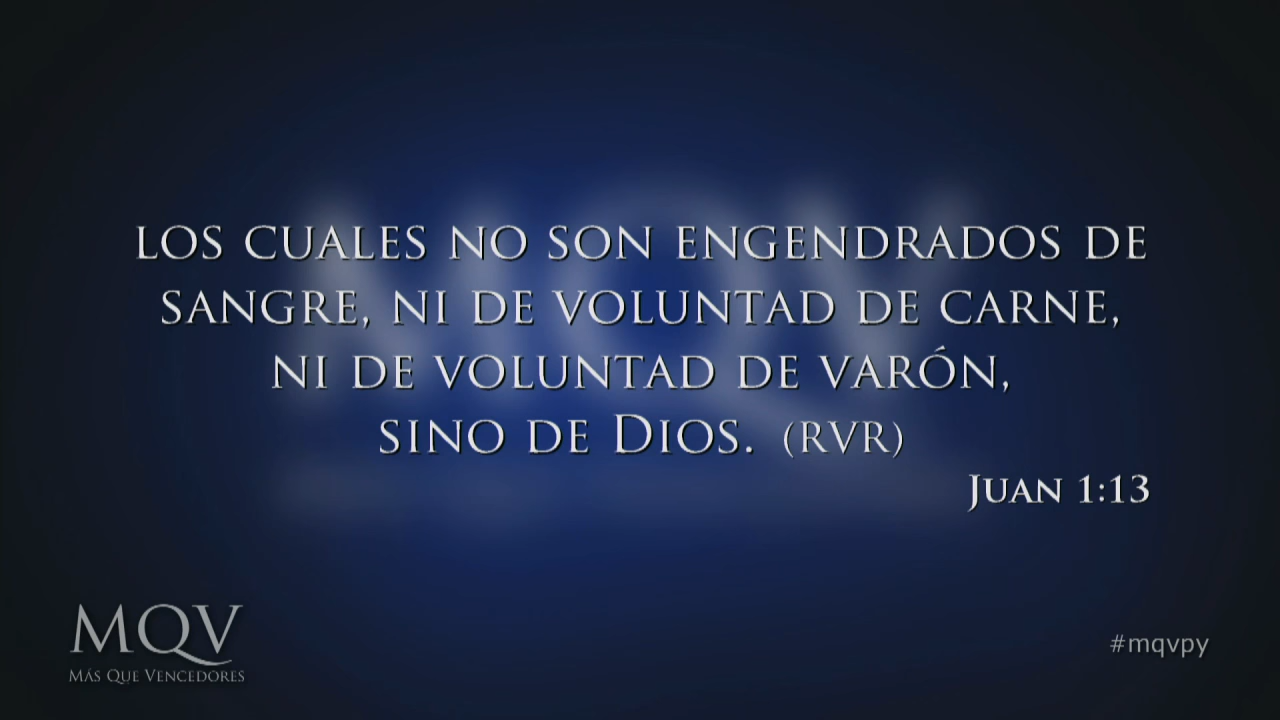 los cuales no son engendrados de
sangre, ni de voluntad de carne,
ni de voluntad de varón,
sino de Dios. (RVR)
Juan 1:13
MQV
Más Que Vencedores
#mqvpy